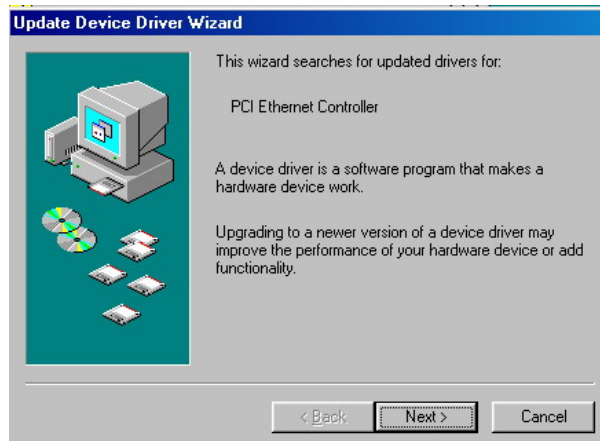 Update Device Driver Wizard
This wizard searches for updated drivers for:
PCI Ethernet Controller
A device driver is a software program that makes a
hardware device work.
Upgrading to a newer version of a device driver may
improve the performance of your hardware device or add
functionality.
< Back
Next >
Cancel